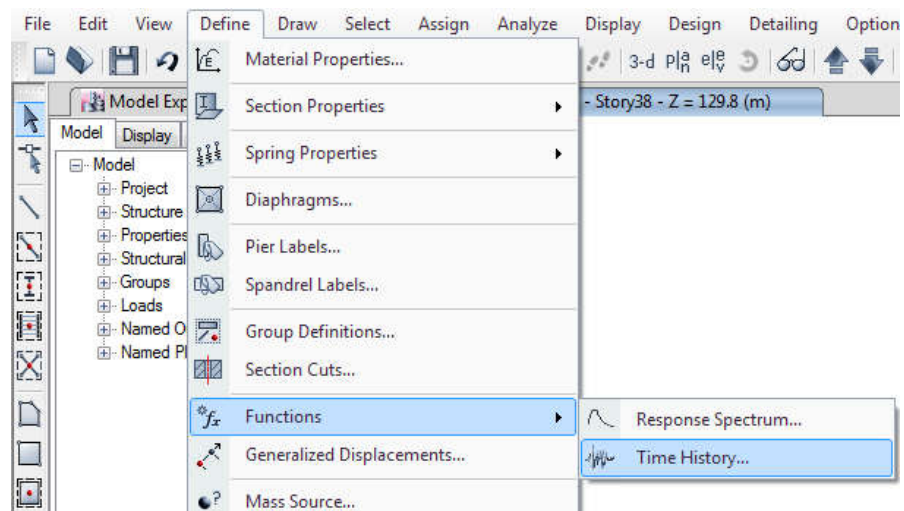 File Edit View Define Draw Select Assign Analyze Display Design Detailing Option
3-d
Model Exp
- Story38 - Z = 129.8 (m)
Model Display
Model
Project
Structure
Properties
Structural
Groups
Loads
Named O
Named Pl
Material Properties...
Section Properties
Spring Properties
Diaphragms...
Pier Labels...
Spandrel Labels...
Group Definitions...
Section Cuts...
Functions
Generalized Displacements...
Mass Source...
Response Spectrum...
Time History...